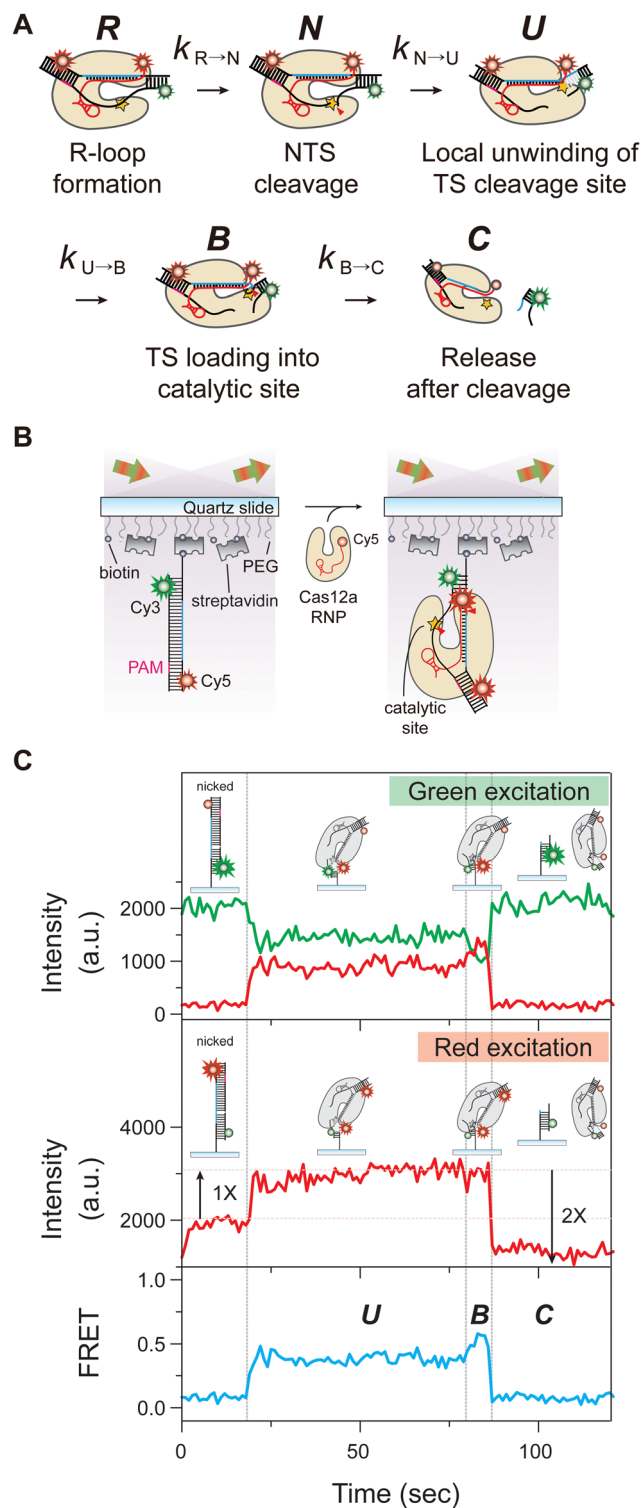 A
R
k R→N
N
k N→U
U
R-loop
formation
NTS
cleavage
Local unwinding of
TS cleavage site
k U→B
B
k B→C
C
TS loading into
catalytic site
Release
after cleavage
B
Quartz slide
biotin
PEG
streptavidin
Cy3
PAM
Cy5
Cy5
Cas12a
RNP
catalytic
site
C
nicked
Green excitation
Intensity
(a.u.)
2000
1000
0
nicked
Red excitation
Intensity
(a.u.)
4000
2000
1X
2X
FRET
1.0
0.5
0.0
U
B
C
0
50
100
Time (sec)